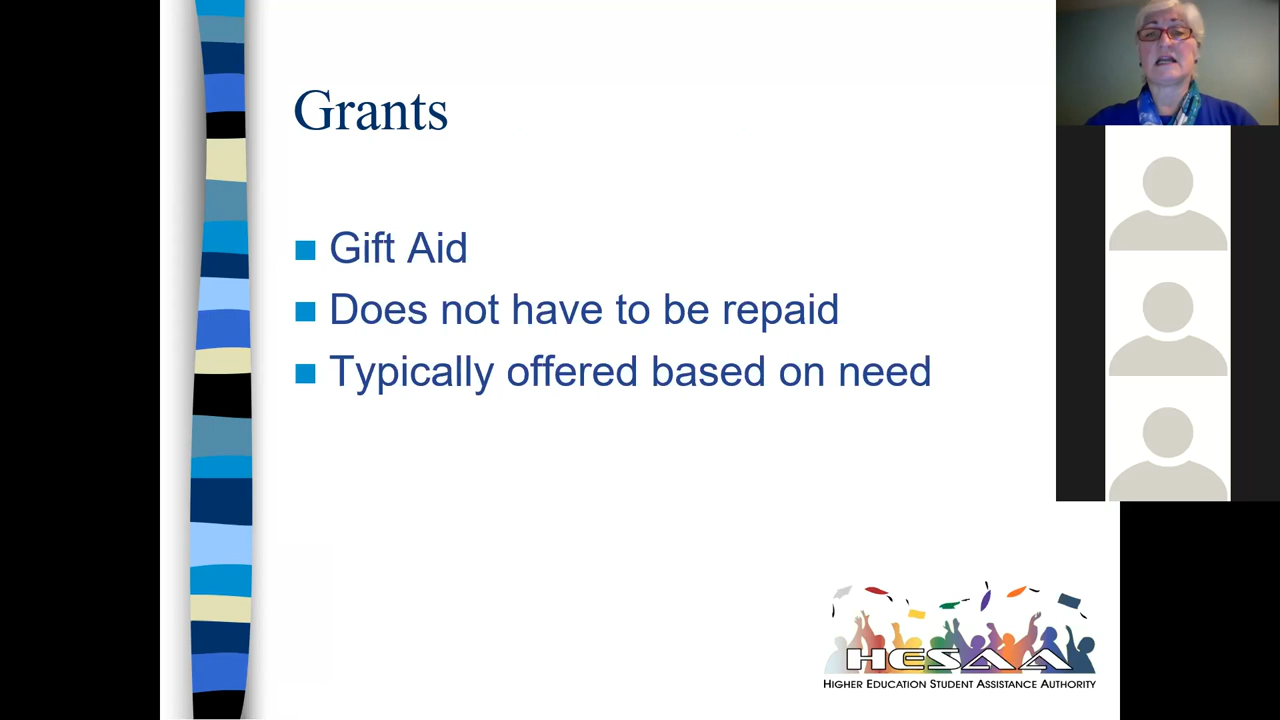 Grants
Gift Aid
Does not have to be repaid
Typically offered based on need
HESAA
HIGHER EDUCATION STUDENT ASSISTANCE AUTHORITY